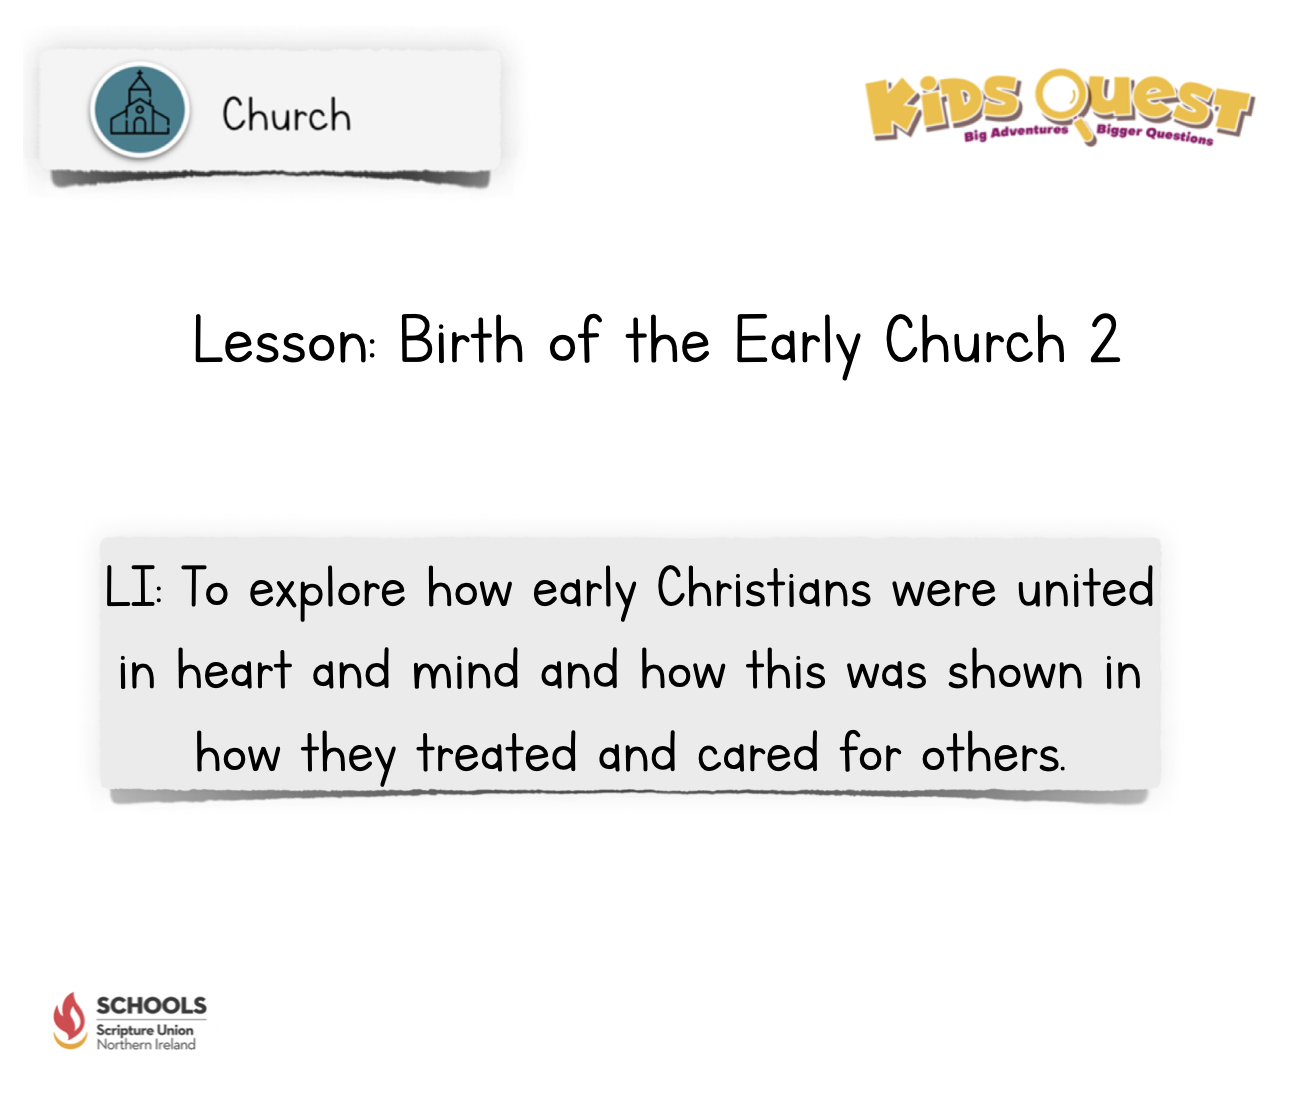 Church
KiDS QUEST
Big Adventures Bigger Questions
Lesson: Birth of the Early Church 2
LI: To explore how early Christians were united
in heart and mind and how this was shown in
how they treated and cared for others.
SCHOOLS
Scripture Union
Northern Ireland